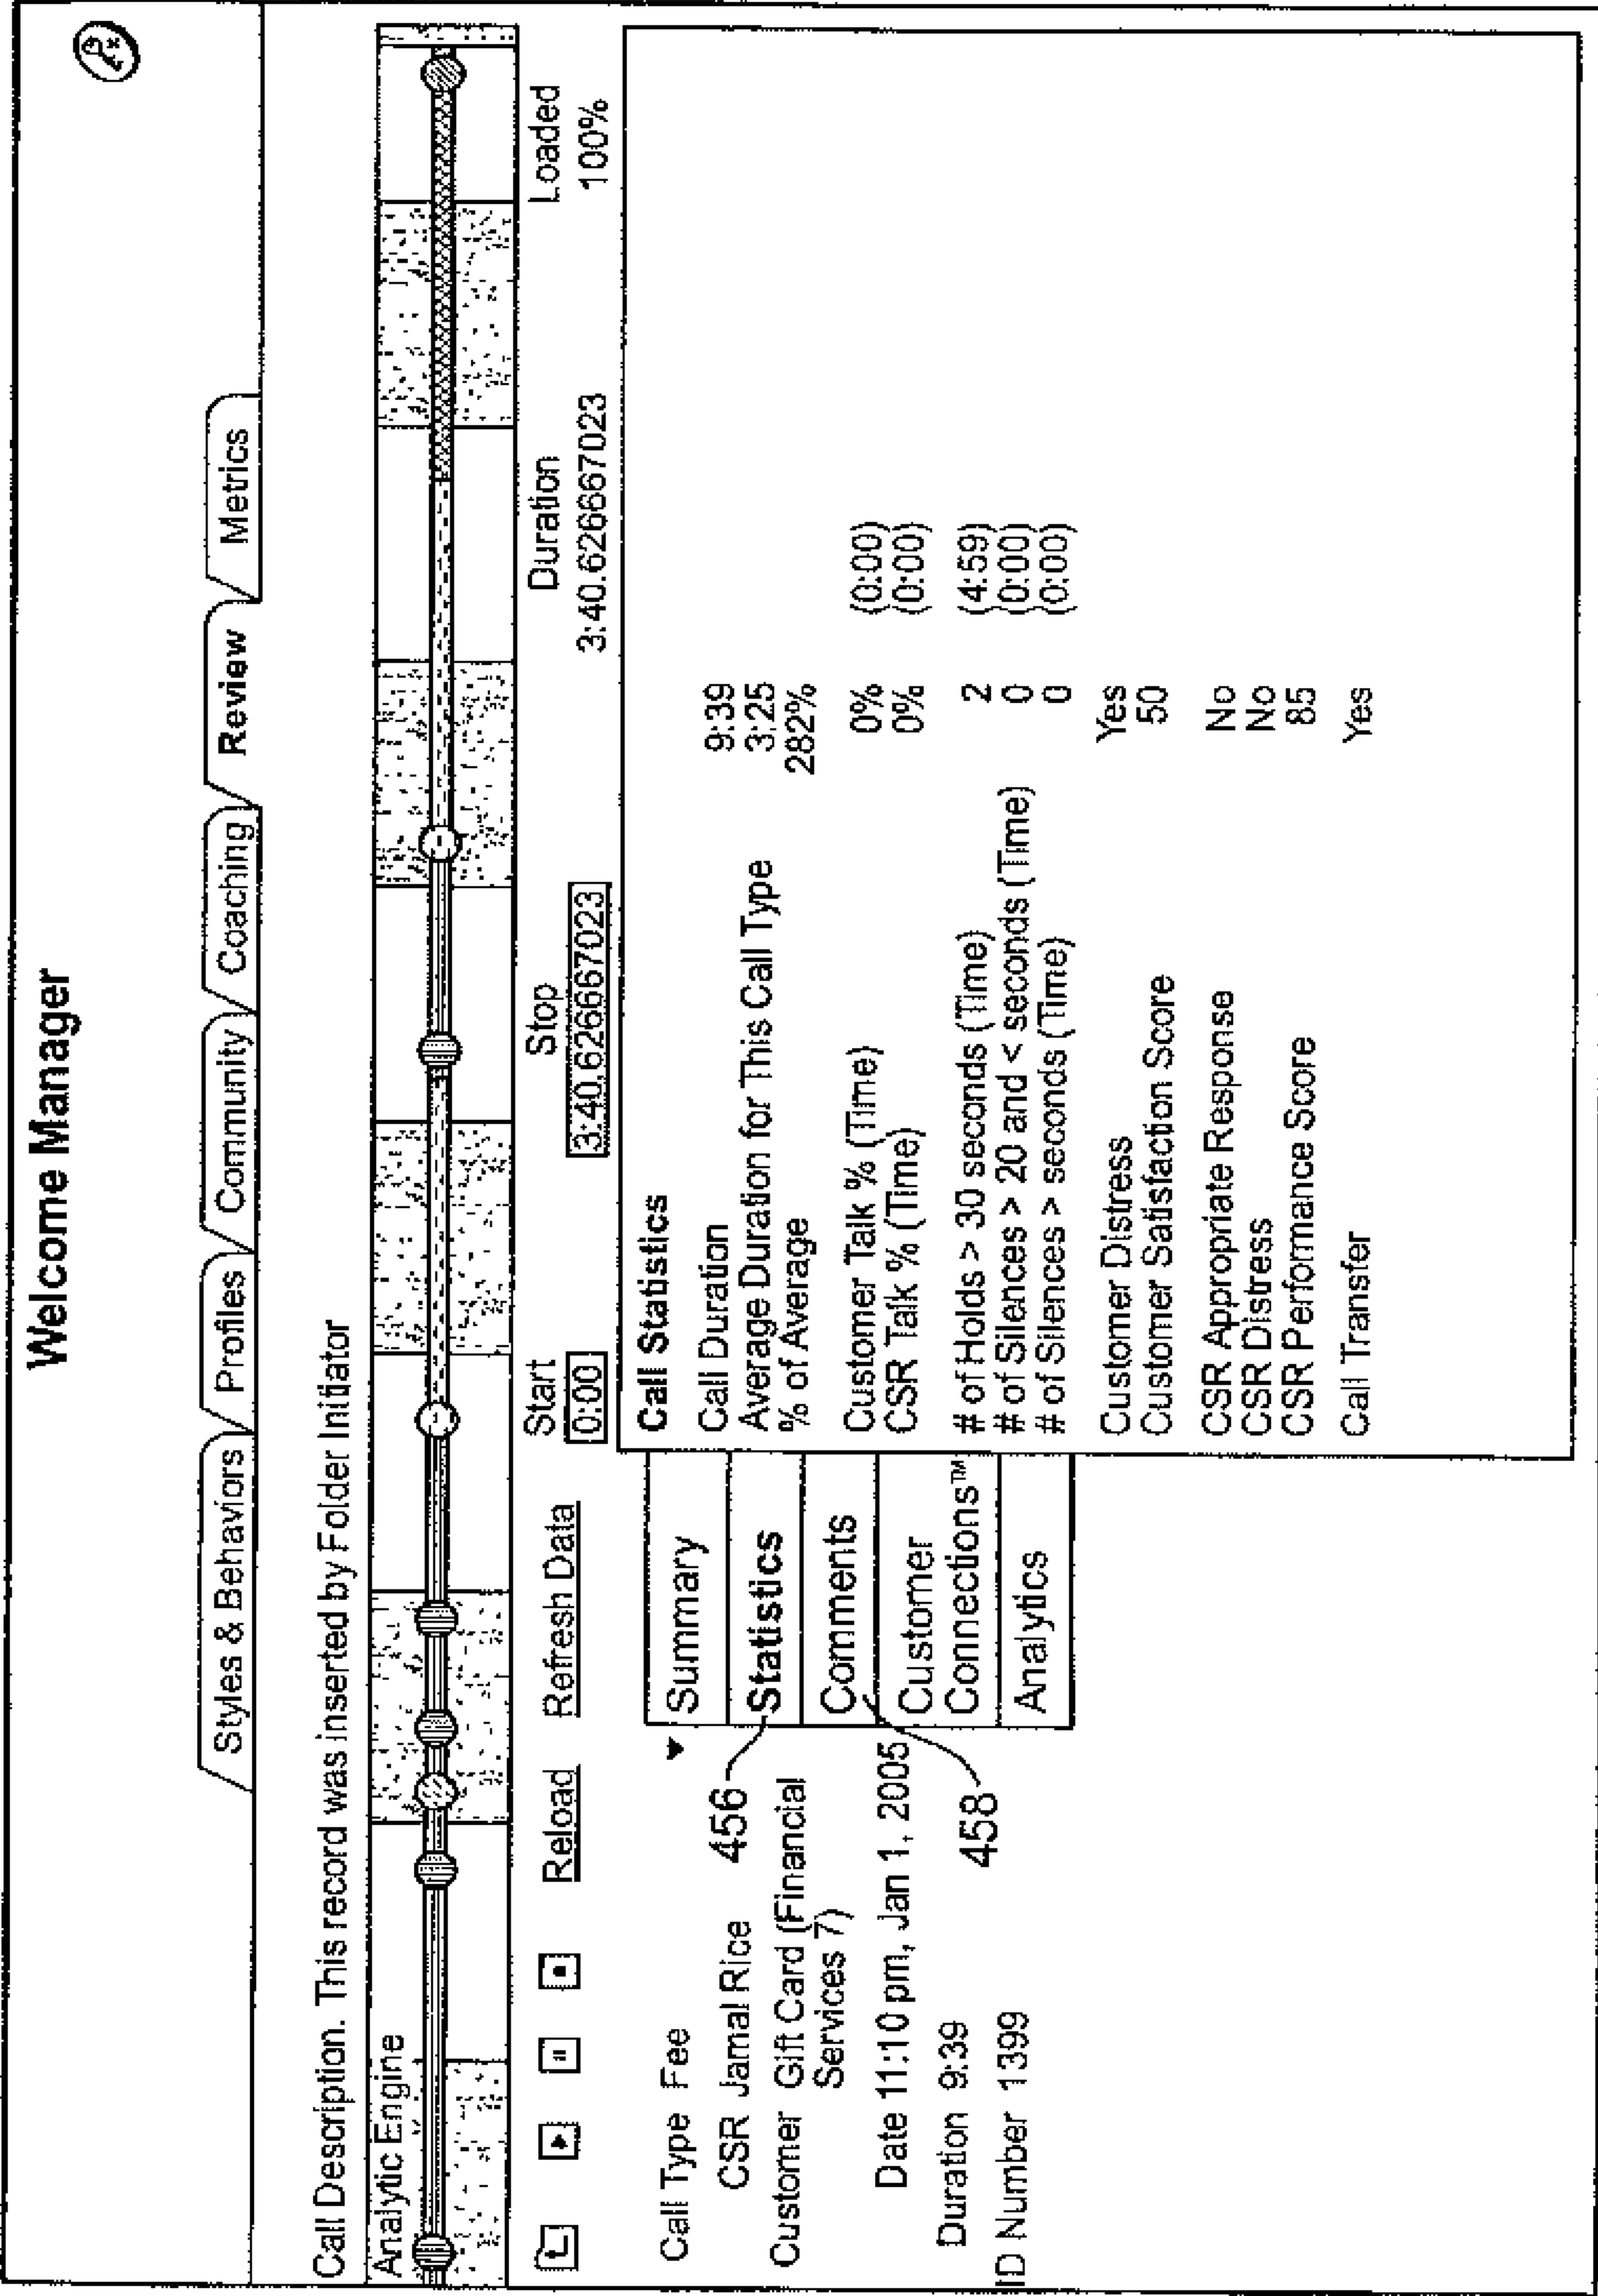 Welcome Manager
Styles & Behaviors
Profiles
Community
Coaching
Review
Metrics
Call Description. This record was inserted by Folder Initiator
Analytic Engine
Reload
Refresh Data
Start
0:00
Stop
3:40.626667023
Duration
3:40.626667023
Loaded
100%
Call Type Fee
CSR Jamal Rice
Customer Gift Card (Financial
Services 7)
Date 11:10 pm, Jan 1, 2005
Duration 9:39
ID Number 1399
456
458
Summary
Statistics
Comments
Customer
Connections™
Analytics
Call Statistics
Call Duration 9:39
Average Duration for This Call Type 3:25
% of Average 282%
Customer Talk % (Time) 0% (0:00)
CSR Talk % (Time) 0% (0:00)
# of Holds > 30 seconds (Time) 2 (4:59)
# of Silences > 20 and < seconds (Time) 0 (0:00)
# of Silences > seconds (Time) 0 (0:00)
Customer Distress Yes
Customer Satisfaction Score 50
CSR Appropriate Response No
CSR Distress No
CSR Performance Score 85
Call Transfer Yes